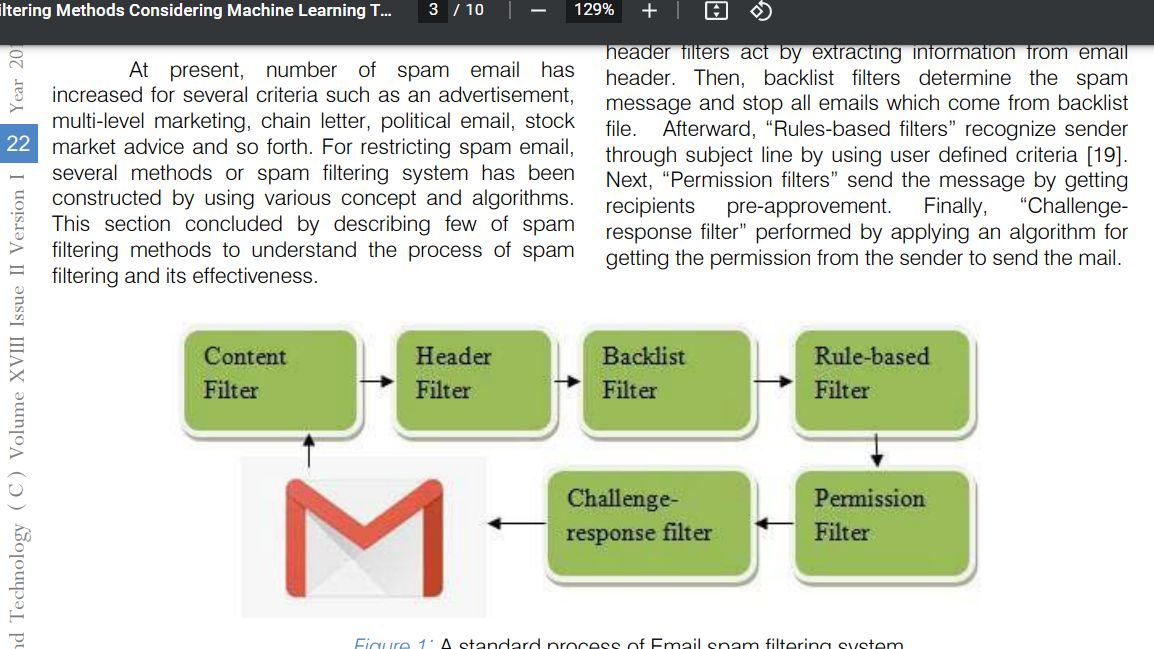 iltering Methods Considering Machine Learning T...
3 / 10
129%
Year 201
22
nd Technology ( C ) Volume XVIII Issue II Version I
At present, number of spam email has
increased for several criteria such as an advertisement,
multi-level marketing, chain letter, political email, stock
market advice and so forth. For restricting spam email,
several methods or spam filtering system has been
constructed by using various concept and algorithms.
This section concluded by describing few of spam
filtering methods to understand the process of spam
filtering and its effectiveness.
header filters act by extracting information from email
header. Then, backlist filters determine the spam
message and stop all emails which come from backlist
file. Afterward, “Rules-based filters” recognize sender
through subject line by using user defined criteria [19].
Next, “Permission filters” send the message by getting
recipients pre-approvement. Finally, “Challenge-
response filter” performed by applying an algorithm for
getting the permission from the sender to send the mail.
Content
Filter
Header
Filter
Backlist
Filter
Rule-based
Filter
Challenge-
response filter
Permission
Filter
Figure 1: A standard process of Email spam filtering system